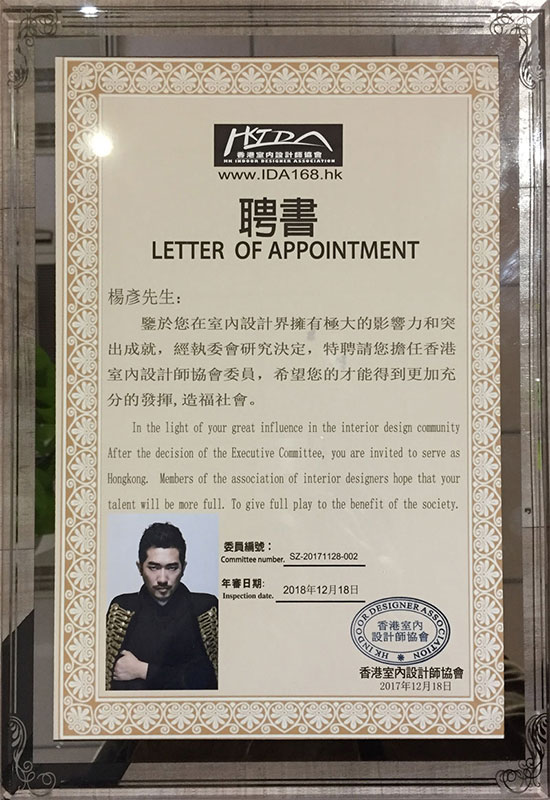 HKIDA
香港室內設計師協會
HK INDOOR DESIGNER ASSOCIATION
www.IDA168.hk
聘書
LETTER OF APPOINTMENT
楊彥先生:
鑒於您在室內設計界擁有極大的影響力和突
出成就，經執委會研究決定，特聘請您擔任香港
室內設計師協會委員，希望您的才能得到更加充
分的發揮,造福社會。
In the light of your great influence in the interior design community
After the decision of the Executive Committee, you are invited to serve as
Hongkong. Members of the association of interior designers hope that your
talent will be more full. To give full play to the benefit of the society.
委員編號：
Committee number. SZ-20171128-002
年審日期:
Inspection date. 2018年12月18日
HK INDOOR DESIGNER ASSOCIATION
香港室內
設計師協會
香港室內設計師協會
2017年12月18日